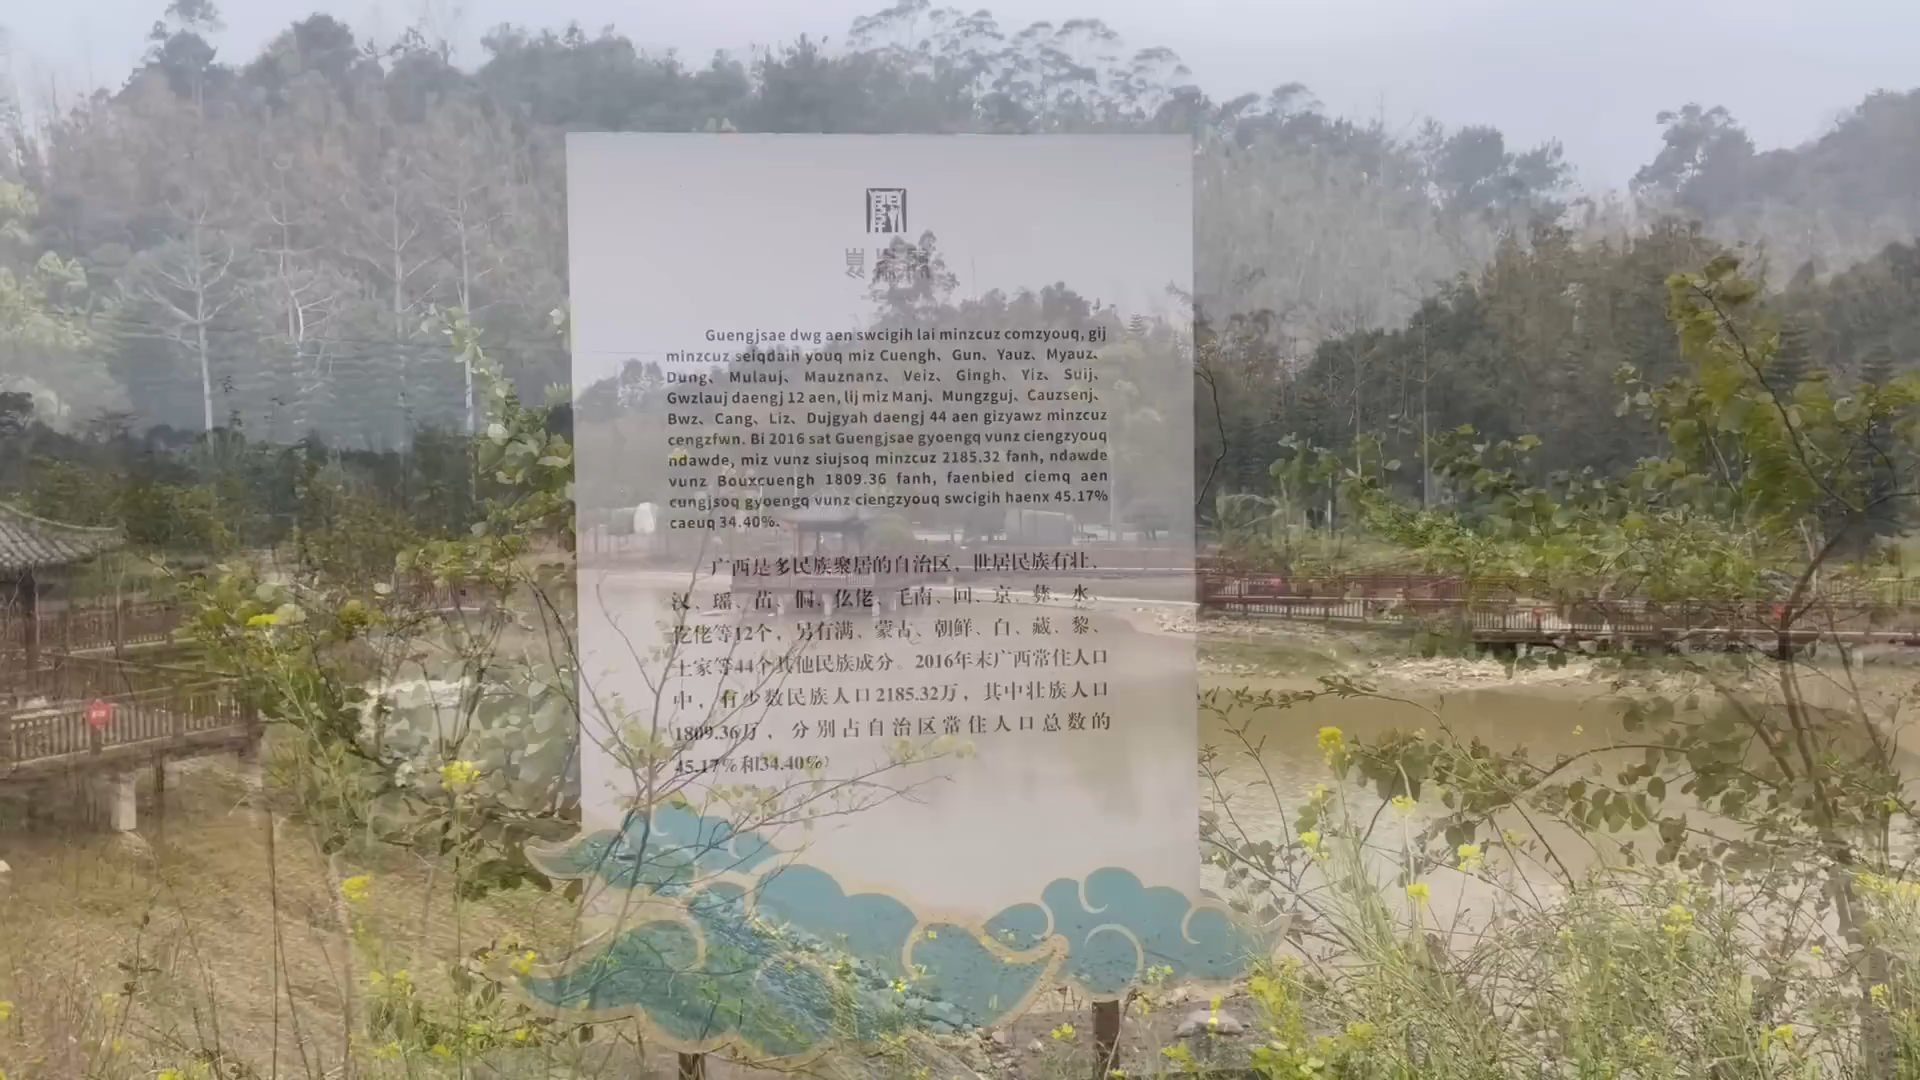 Guengjsae dwg aen swcigih lai minzcuz comzyouq, gij
minzcuz seiqdaih youq miz Cuengh、Gun、Yauz、Myauz、
Dung、Mulauj、Mauznanz、Veiz、Gingh、Yiz、Suij、
Gwzlauj daengj 12 aen, lij miz Manj、Mungzguj、Cauzsenj、
Bwz、Cang、Liz、Dujgyah daengj 44 aen gizyawz minzcuz
cengzfwn. Bi 2016 sat Guengjsae gyoengq vunz ciengzyouq
ndawde, miz vunz siujsoq minzcuz 2185.32 fanh, ndawde
vunz Bouxcuengh 1809.36 fanh, faenbied ciemq aen
cungjsoq gyoengq vunz ciengzyouq swcigih haenx 45.17%
caeuq 34.40%.
广西是多民族聚居的自治区，世居民族有壮、
汉、瑶、苗、侗、仫佬、毛南、回、京、彝、水、
仡佬等12个，另有满、蒙古、朝鲜、白、藏、黎、
土家等44个其他民族成分。2016年末广西常住人口
中，有少数民族人口2185.32万，其中壮族人口
1809.36万，分别占自治区常住人口总数的
45.17%和34.40%